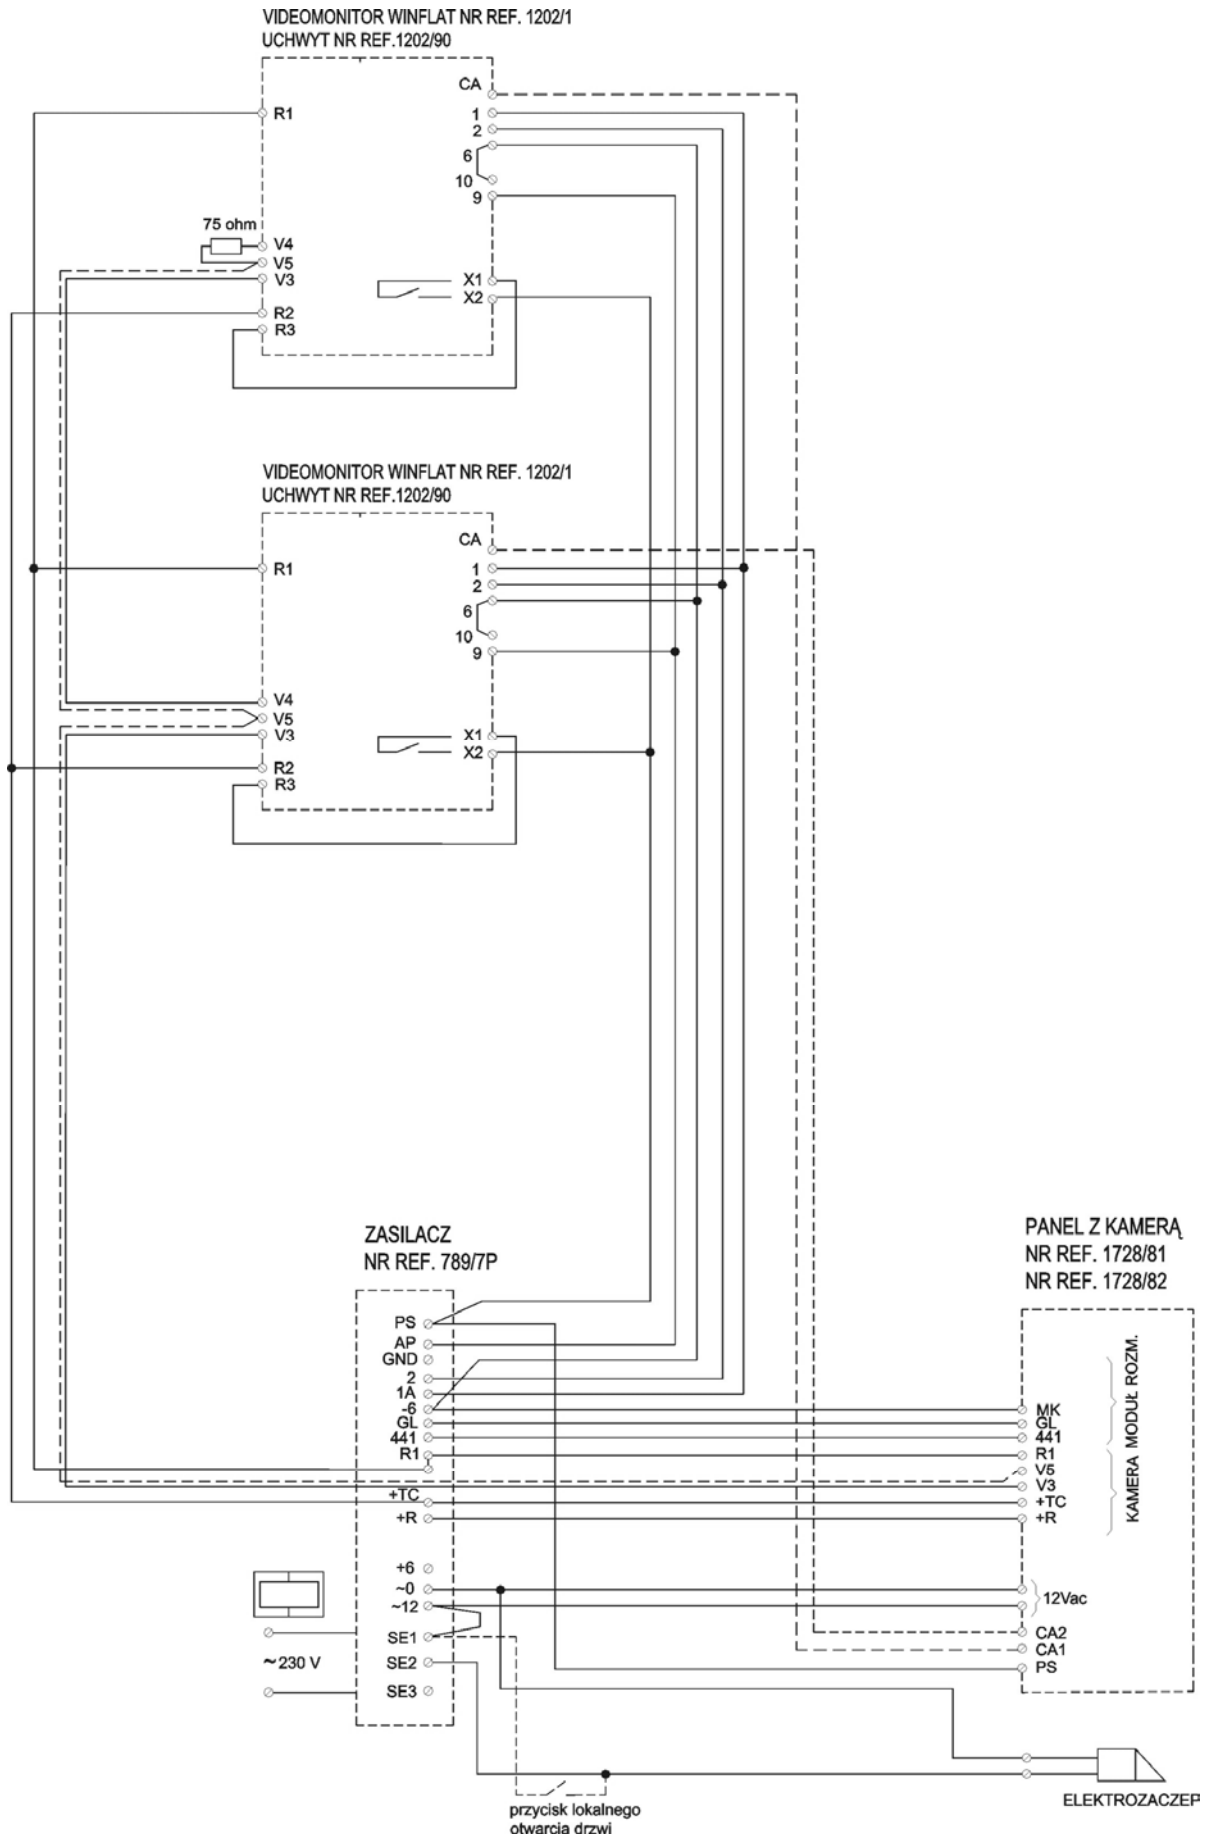 VIDEOMONITOR WINFLAT NR REF. 1202/1
UCHWYT NR REF.1202/90
CA
R1
1
2
6
10
9
75 ohm
V4
V5
V3
X1
X2
R2
R3
VIDEOMONITOR WINFLAT NR REF. 1202/1
UCHWYT NR REF.1202/90
CA
R1
1
2
6
10
9
V4
V5
V3
X1
X2
R2
R3
ZASILACZ
NR REF. 789/7P
PS
AP
GND
2
1A
-6
GL
441
R1
+TC
+R
+6
~0
~12
SE1
SE2
SE3
~230 V
PANEL Z KAMERĄ
NR REF. 1728/81
NR REF. 1728/82
MK
GL
441
R1
V5
V3
+TC
+R
KAMERA MODUŁ ROZM.
12Vac
CA2
CA1
PS
ELEKTROZACZEP
przycisk lokalnego
otwarcia drzwi